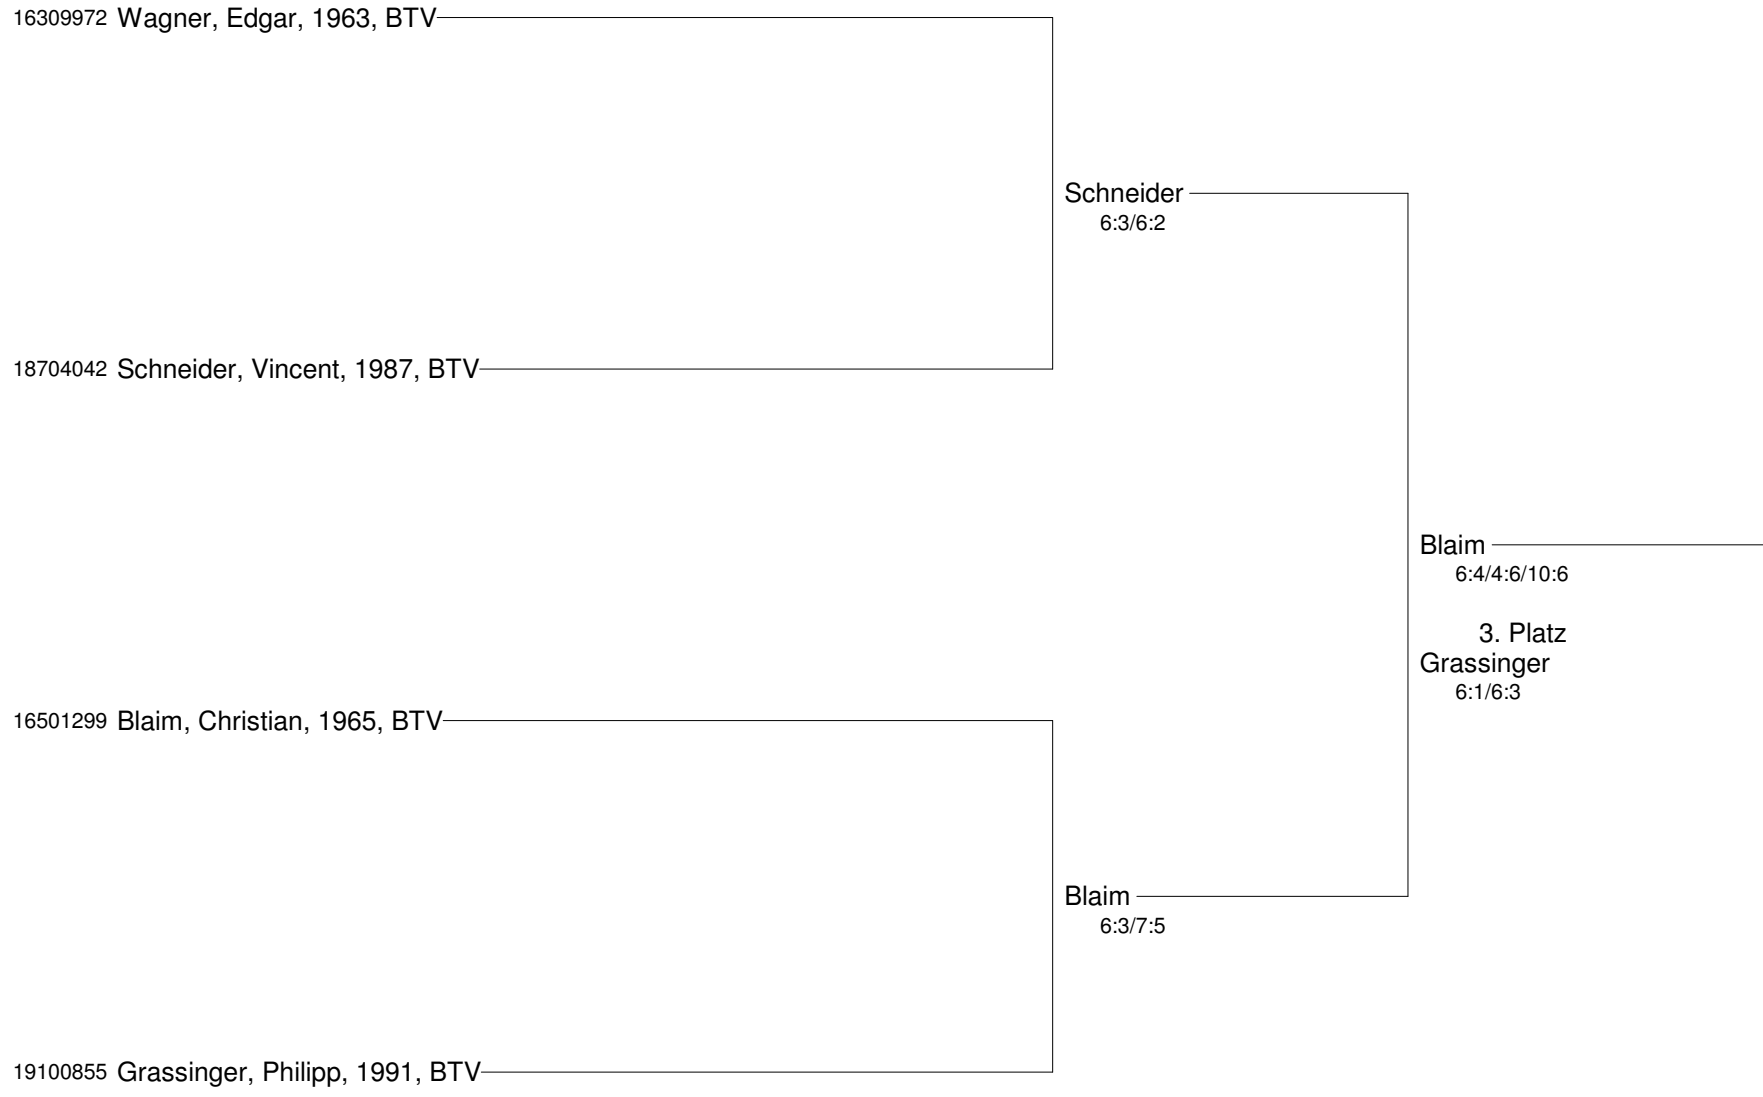 16309972 Wagner, Edgar, 1963, BTV
Schneider
6:3/6:2
18704042 Schneider, Vincent, 1987, BTV
Blaim
6:4/4:6/10:6
3. Platz
Grassinger
6:1/6:3
16501299 Blaim, Christian, 1965, BTV
Blaim
6:3/7:5
19100855 Grassinger, Philipp, 1991, BTV